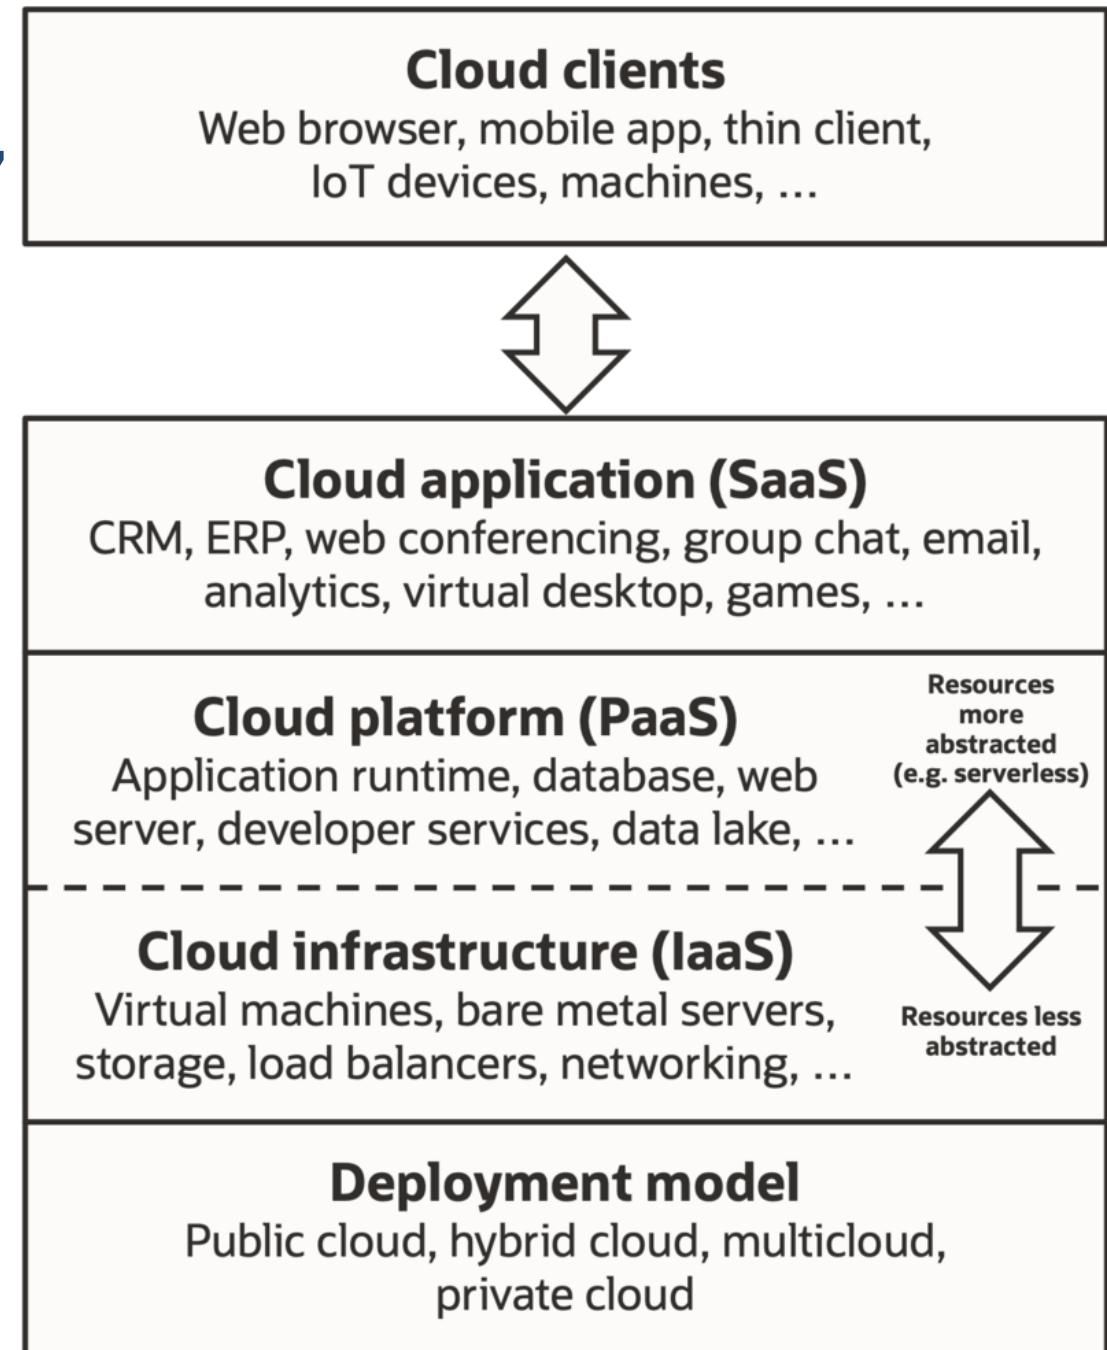 Cloud clients
Web browser, mobile app, thin client,
IoT devices, machines, ...
Cloud application (SaaS)
CRM, ERP, web conferencing, group chat, email,
analytics, virtual desktop, games, ...
Cloud platform (PaaS)
Application runtime, database, web
server, developer services, data lake, ...
Resources
more
abstracted
(e.g. serverless)
Cloud infrastructure (IaaS)
Virtual machines, bare metal servers,
storage, load balancers, networking, ...
Resources less
abstracted
Deployment model
Public cloud, hybrid cloud, multicloud,
private cloud